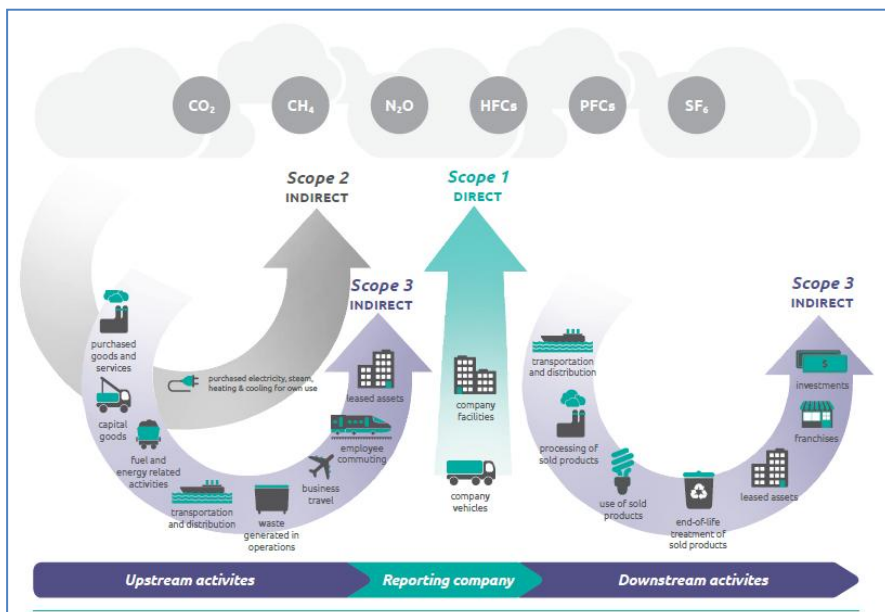 CO₂
CH₄
N₂O
HFCs
PFCs
SF₆
Scope 2
INDIRECT
Scope 1
DIRECT
Scope 3
INDIRECT
Scope 3
INDIRECT
purchased
goods and
services
capital
goods
fuel and
energy related
activities
purchased electricity, steam,
heating & cooling for own use
transportation
and distribution
waste
generated in
operations
business
travel
employee
commuting
leased assets
company
facilities
company
vehicles
transportation
and distribution
processing of
sold products
use of sold
products
end-of-life
treatment of
sold products
leased assets
franchises
$
investments
Upstream activites
Reporting company
Downstream activites